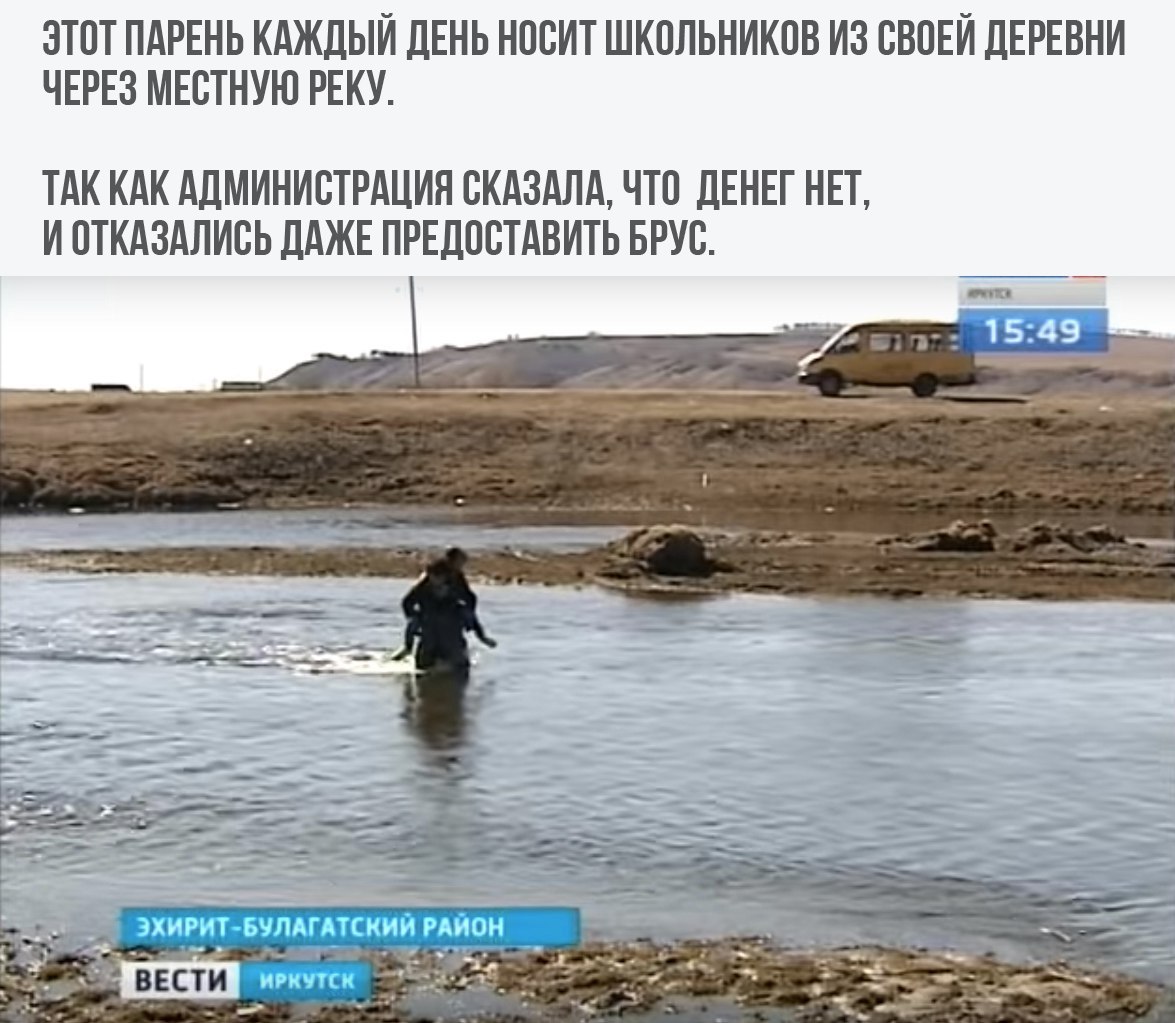 ЭТОТ ПАРЕНЬ КАЖДЫЙ ДЕНЬ НОСИТ ШКОЛЬНИКОВ ИЗ СВОЕЙ ДЕРЕВНИ
ЧЕРЕЗ МЕСТНУЮ РЕКУ.
ТАК КАК АДМИНИСТРАЦИЯ СКАЗАЛА, ЧТО ДЕНЕГ НЕТ,
И ОТКАЗАЛИСЬ ДАЖЕ ПРЕДОСТАВИТЬ БРУС.
ИРКУТСК
15:49
ЭХИРИТ-БУЛАГАТСКИЙ РАЙОН
ВЕСТИ ИРКУТСК